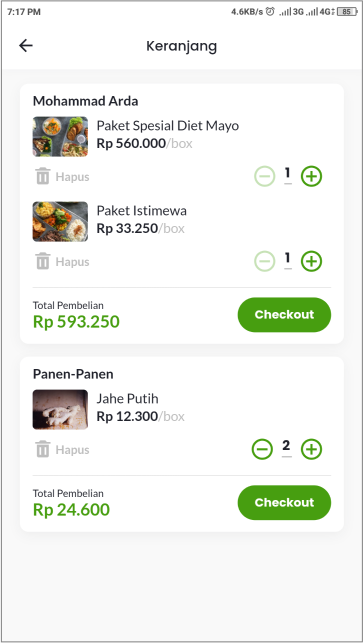 7:17 PM 4.6KB/s 3G 4G 85
Keranjang
Mohammad Arda
Paket Spesial Diet Mayo
Rp 560.000/box
Hapus 1
Paket Istimewa
Rp 33.250/box
Hapus 1
Total Pembelian
Rp 593.250 Checkout
Panen-Panen
Jahe Putih
Rp 12.300/box
Hapus 2
Total Pembelian
Rp 24.600 Checkout